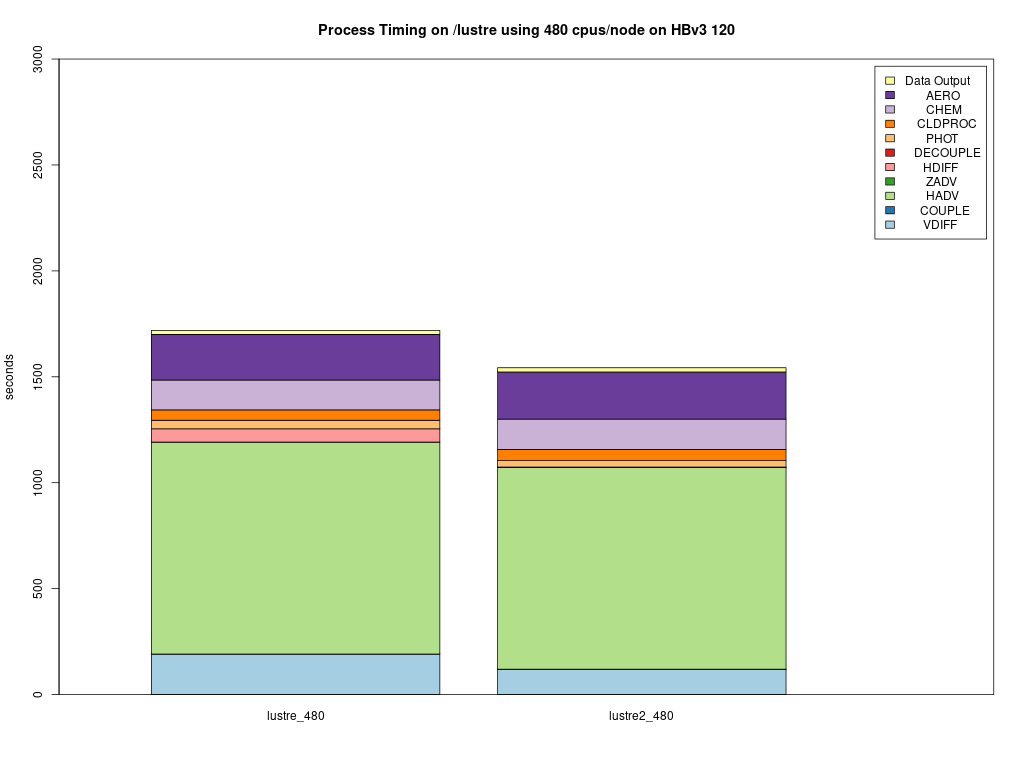 Process Timing on /lustre using 480 cpus/node on HBv3 120
3000
2500
2000
1500
1000
500
0
seconds
Data Output
AERO
CHEM
CLDPROC
PHOT
DECOUPLE
HDIFF
ZADV
HADV
COUPLE
VDIFF
lustre_480
lustre2_480